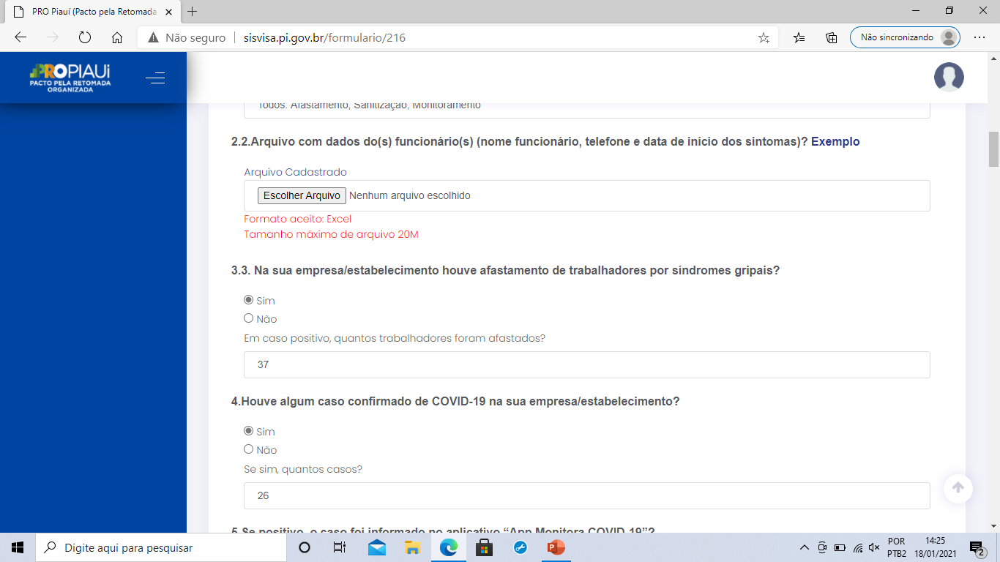 PRO Piauí (Pacto pela Retomada
Não seguro
sisvisa.pi.gov.br/formulario/216
Não sincronizando
PROPIAUÍ
PACTO PELA RETOMADA
ORGANIZADA
Todos: Afastamento, Sanitização, Monitoramento
2.2.Arquivo com dados do(s) funcionário(s) (nome funcionário, telefone e data de início dos sintomas)? Exemplo
Arquivo Cadastrado
Escolher Arquivo Nenhum arquivo escolhido
Formato aceito: Excel
Tamanho máximo de arquivo 20M
3.3. Na sua empresa/estabelecimento houve afastamento de trabalhadores por síndromes gripais?
Sim
Não
Em caso positivo, quantos trabalhadores foram afastados?
37
4.Houve algum caso confirmado de COVID-19 na sua empresa/estabelecimento?
Sim
Não
Se sim, quantos casos?
26
5.Se positivo, o caso foi informado no aplicativo “App Monitora COVID-19”?
Digite aqui para pesquisar
POR
PTB2
14:25
18/01/2021
2